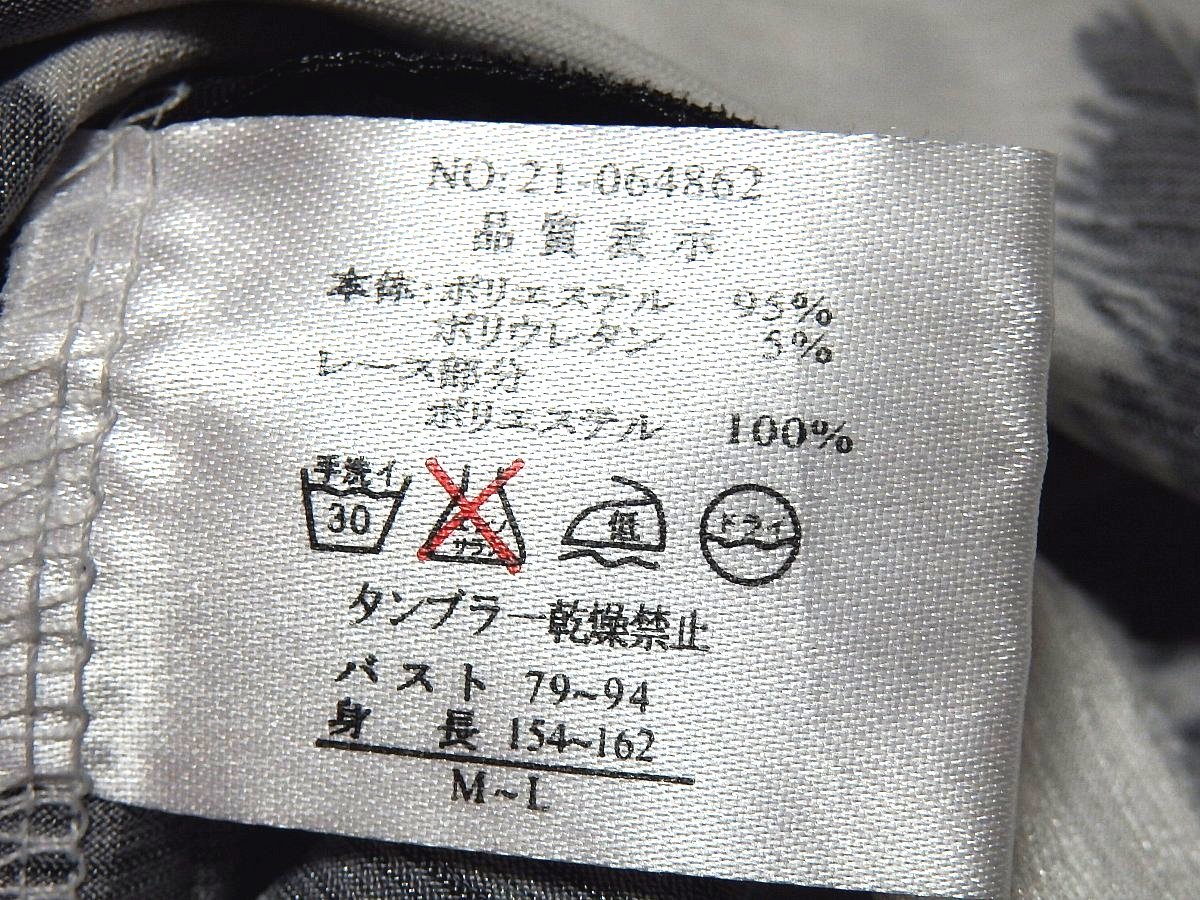 NO:21-064862
品質表示
本体:ポリエステル 95%
ポリウレタン 5%
レース部分
ポリエステル 100%
手洗イ
30
エンソ
サラシ
低
ドライ
タンブラー乾燥禁止
バスト 79~94
身長 154~162
M~L